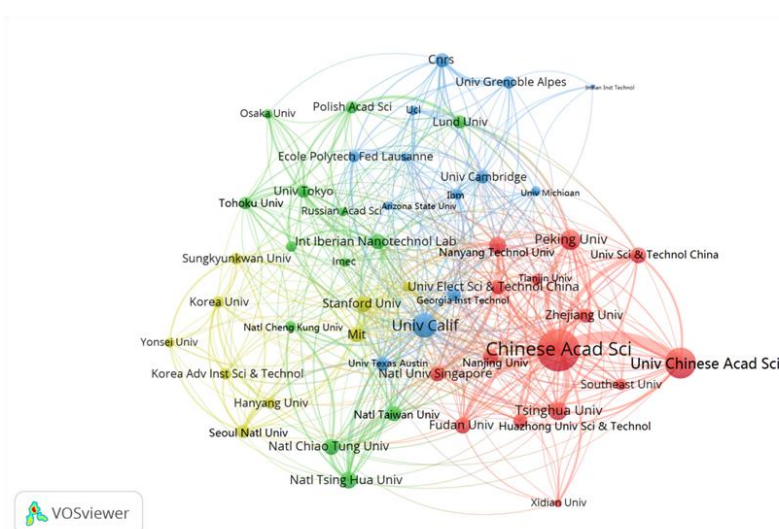 Cnrs
Univ Grenoble Alpes
Indian Inst Technol
Polish Acad Sci
Uci
Osaka Univ
Lund Univ
Ecole Polytech Fed Lausanne
Univ Cambridge
Univ Tokyo
Ibm
Univ Michigan
Tohoku Univ
Arizona State Univ
Russian Acad Sci
Int Iberian Nanotechnol Lab
Peking Univ
Nanyang Technol Univ
Univ Sci & Technol China
Sungkyunkwan Univ
Imec
Tianjin Univ
Univ Elect Sci & Technol China
Korea Univ
Stanford Univ
Georgia Inst Technol
Zhejiang Univ
Natl Cheng Kung Univ
Univ Calif
Mit
Yonsei Univ
Chinese Acad Sci
Univ Texas Austin
Nanjing Univ
Univ Chinese Acad Sci
Korea Adv Inst Sci & Technol
Natl Univ Singapore
Southeast Univ
Hanyang Univ
Natl Taiwan Univ
Tsinghua Univ
Fudan Univ
Huazhong Univ Sci & Technol
Seoul Natl Univ
Natl Chiao Tung Univ
Natl Tsing Hua Univ
Xidian Univ
VOSviewer